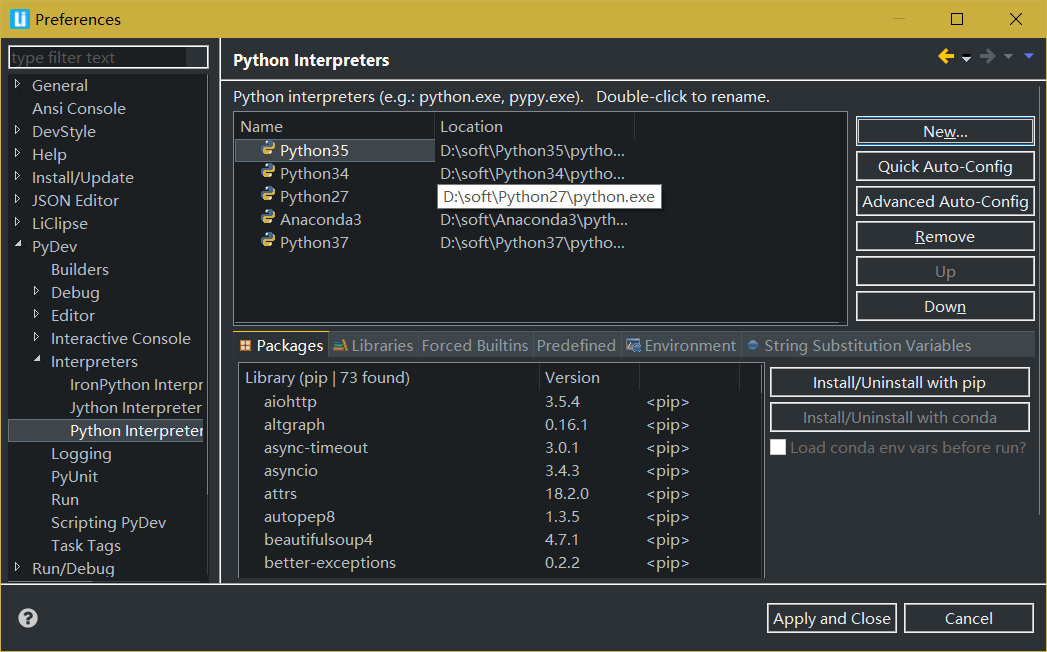 Li Preferences
type filter text
General
Ansi Console
DevStyle
Help
Install/Update
JSON Editor
LiClipse
PyDev
Builders
Debug
Editor
Interactive Console
Interpreters
IronPython Interpr
Jython Interpreter
Python Interpreter
Logging
PyUnit
Run
Scripting PyDev
Task Tags
Run/Debug
Python Interpreters
Python interpreters (e.g.: python.exe, pypy.exe).   Double-click to rename.
Name Location
Python35 D:\soft\Python35\pytho...
Python34 D:\soft\Python34\pytho...
Python27 D:\soft\Python27\python.exe
Anaconda3 D:\soft\Anaconda3\pyth...
Python37 D:\soft\Python37\pytho...
New...
Quick Auto-Config
Advanced Auto-Config
Remove
Up
Down
Packages Libraries Forced Builtins Predefined Environment String Substitution Variables
Library (pip | 73 found) Version
aiohttp 3.5.4 <pip>
altgraph 0.16.1 <pip>
async-timeout 3.0.1 <pip>
asyncio 3.4.3 <pip>
attrs 18.2.0 <pip>
autopep8 1.3.5 <pip>
beautifulsoup4 4.7.1 <pip>
better-exceptions 0.2.2 <pip>
Install/Uninstall with pip
Install/Uninstall with conda
Load conda env vars before run?
?
Apply and Close Cancel